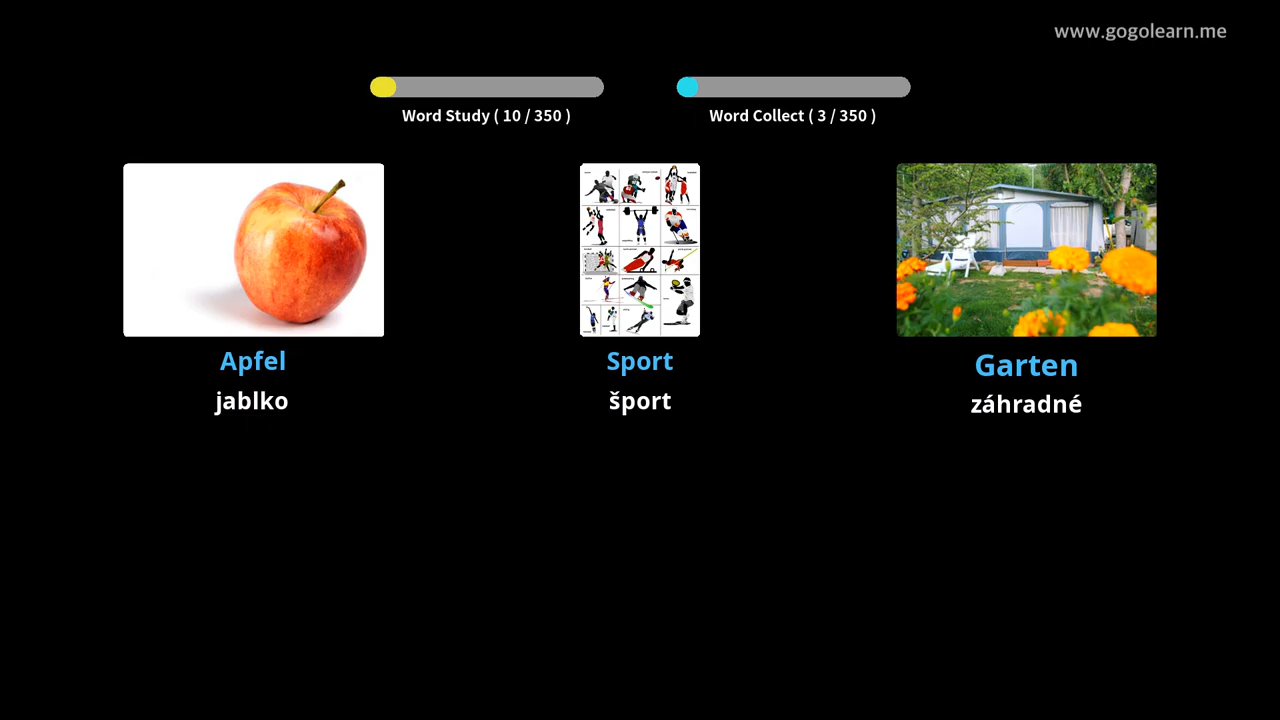 www.gogolearn.me
Word Study ( 10 / 350 )
Word Collect ( 3 / 350 )
Apfel
jablko
Sport
šport
Garten
záhradné